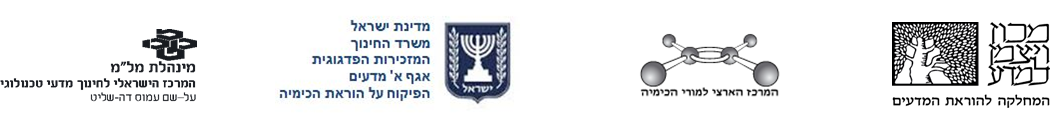 מכון
ויצמן
למדע
המחלקה להוראת המדעים
המרכז הארצי למורי הכימיה
מדינת ישראל
משרד החינוך
המזכירות הפדגוגית
אגף א' מדעים
הפיקוח על הוראת הכימיה
ישראל
מינהלת מל"מ
המרכז הישראלי לחינוך מדעי טכנולוגי
על-שם עמוס דה-שליט